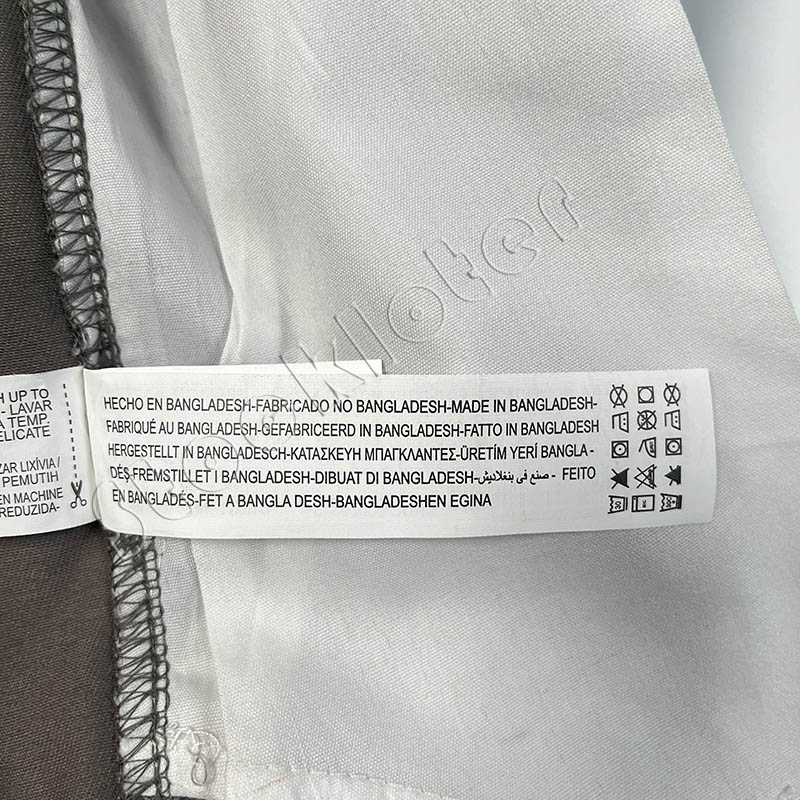 H UP TO
- LAVAR
A TEMP.
ELICATE
ZAR LIXÍVIA /
PEMUTIH
EN MACHINE
REDUZIDA-
HECHO EN BANGLADESH-FABRICADO NO BANGLADESH-MADE IN BANGLADESH-
FABRIQUÉ AU BANGLADESH-GEFABRICEERD IN BANGLADESH-FATTO IN BANGLADESH
HERGESTELLT IN BANGLADESCH-ΚΑΤΑΣΚΕΥΗ ΜΠΑΓΚΛΑΝΤΕΣ-ÜRETİM YERİ BANGLA -
DÉS-FREMSTILLET I BANGLADESH-DIBUAT DI BANGLADESH-صنع في بنغلاديش - FEITO
EN BANGLADÉS-FET A BANGLA DESH-BANGLADESHEN EGINA
stockloter